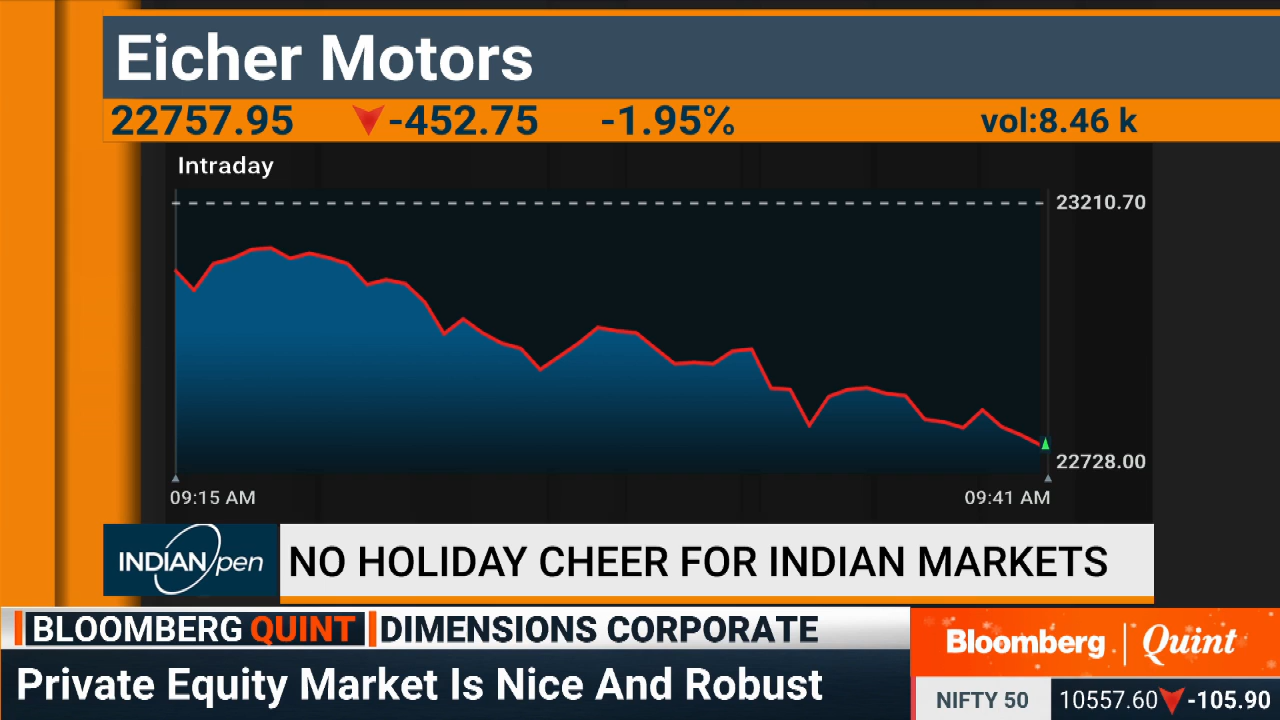 Eicher Motors
22757.95 -452.75 -1.95% vol:8.46 k
Intraday
23210.70
22728.00
09:15 AM 09:41 AM
INDIAN Open NO HOLIDAY CHEER FOR INDIAN MARKETS
BLOOMBERG QUINT DIMENSIONS CORPORATE
Private Equity Market Is Nice And Robust
Bloomberg | Quint
NIFTY 50 10557.60 -105.90